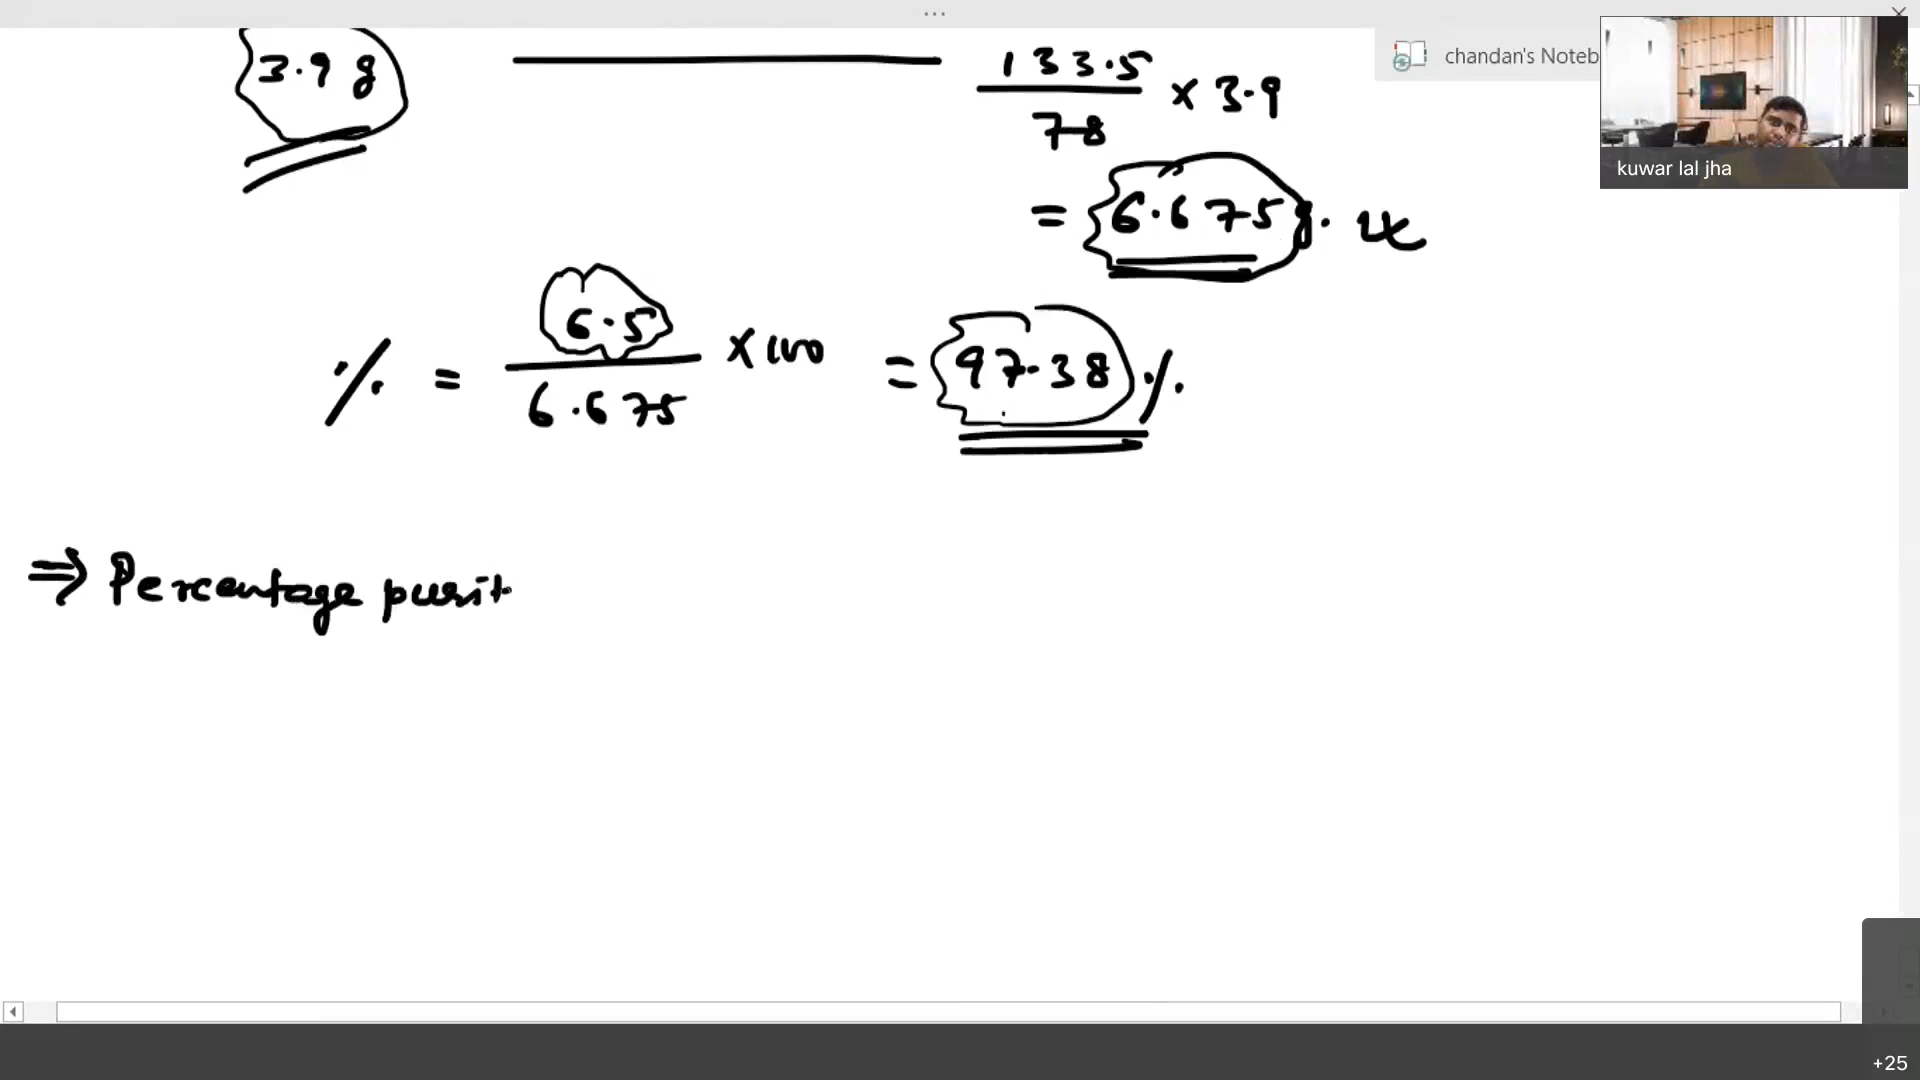 ...
chandan's Noteb
3.9 g
133.5
78
× 3.9
kuwar lal jha
= 6.675 g.
% = 6.5 / 6.675 × 100 = 97.38 %
⇒ Percentage purit
+25